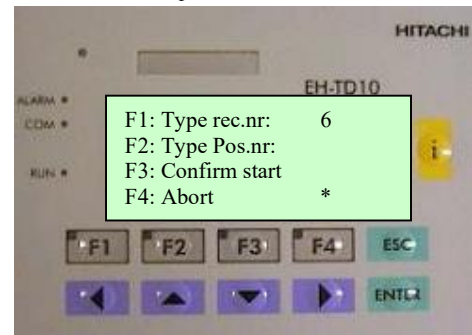 HITACHI
EH-TD10
ALARM
COM
RUN
F1: Type rec.nr: 6
F2: Type Pos.nr:
F3: Confirm start
F4: Abort *
i
F1 F2 F3 F4 ESC
ENTER